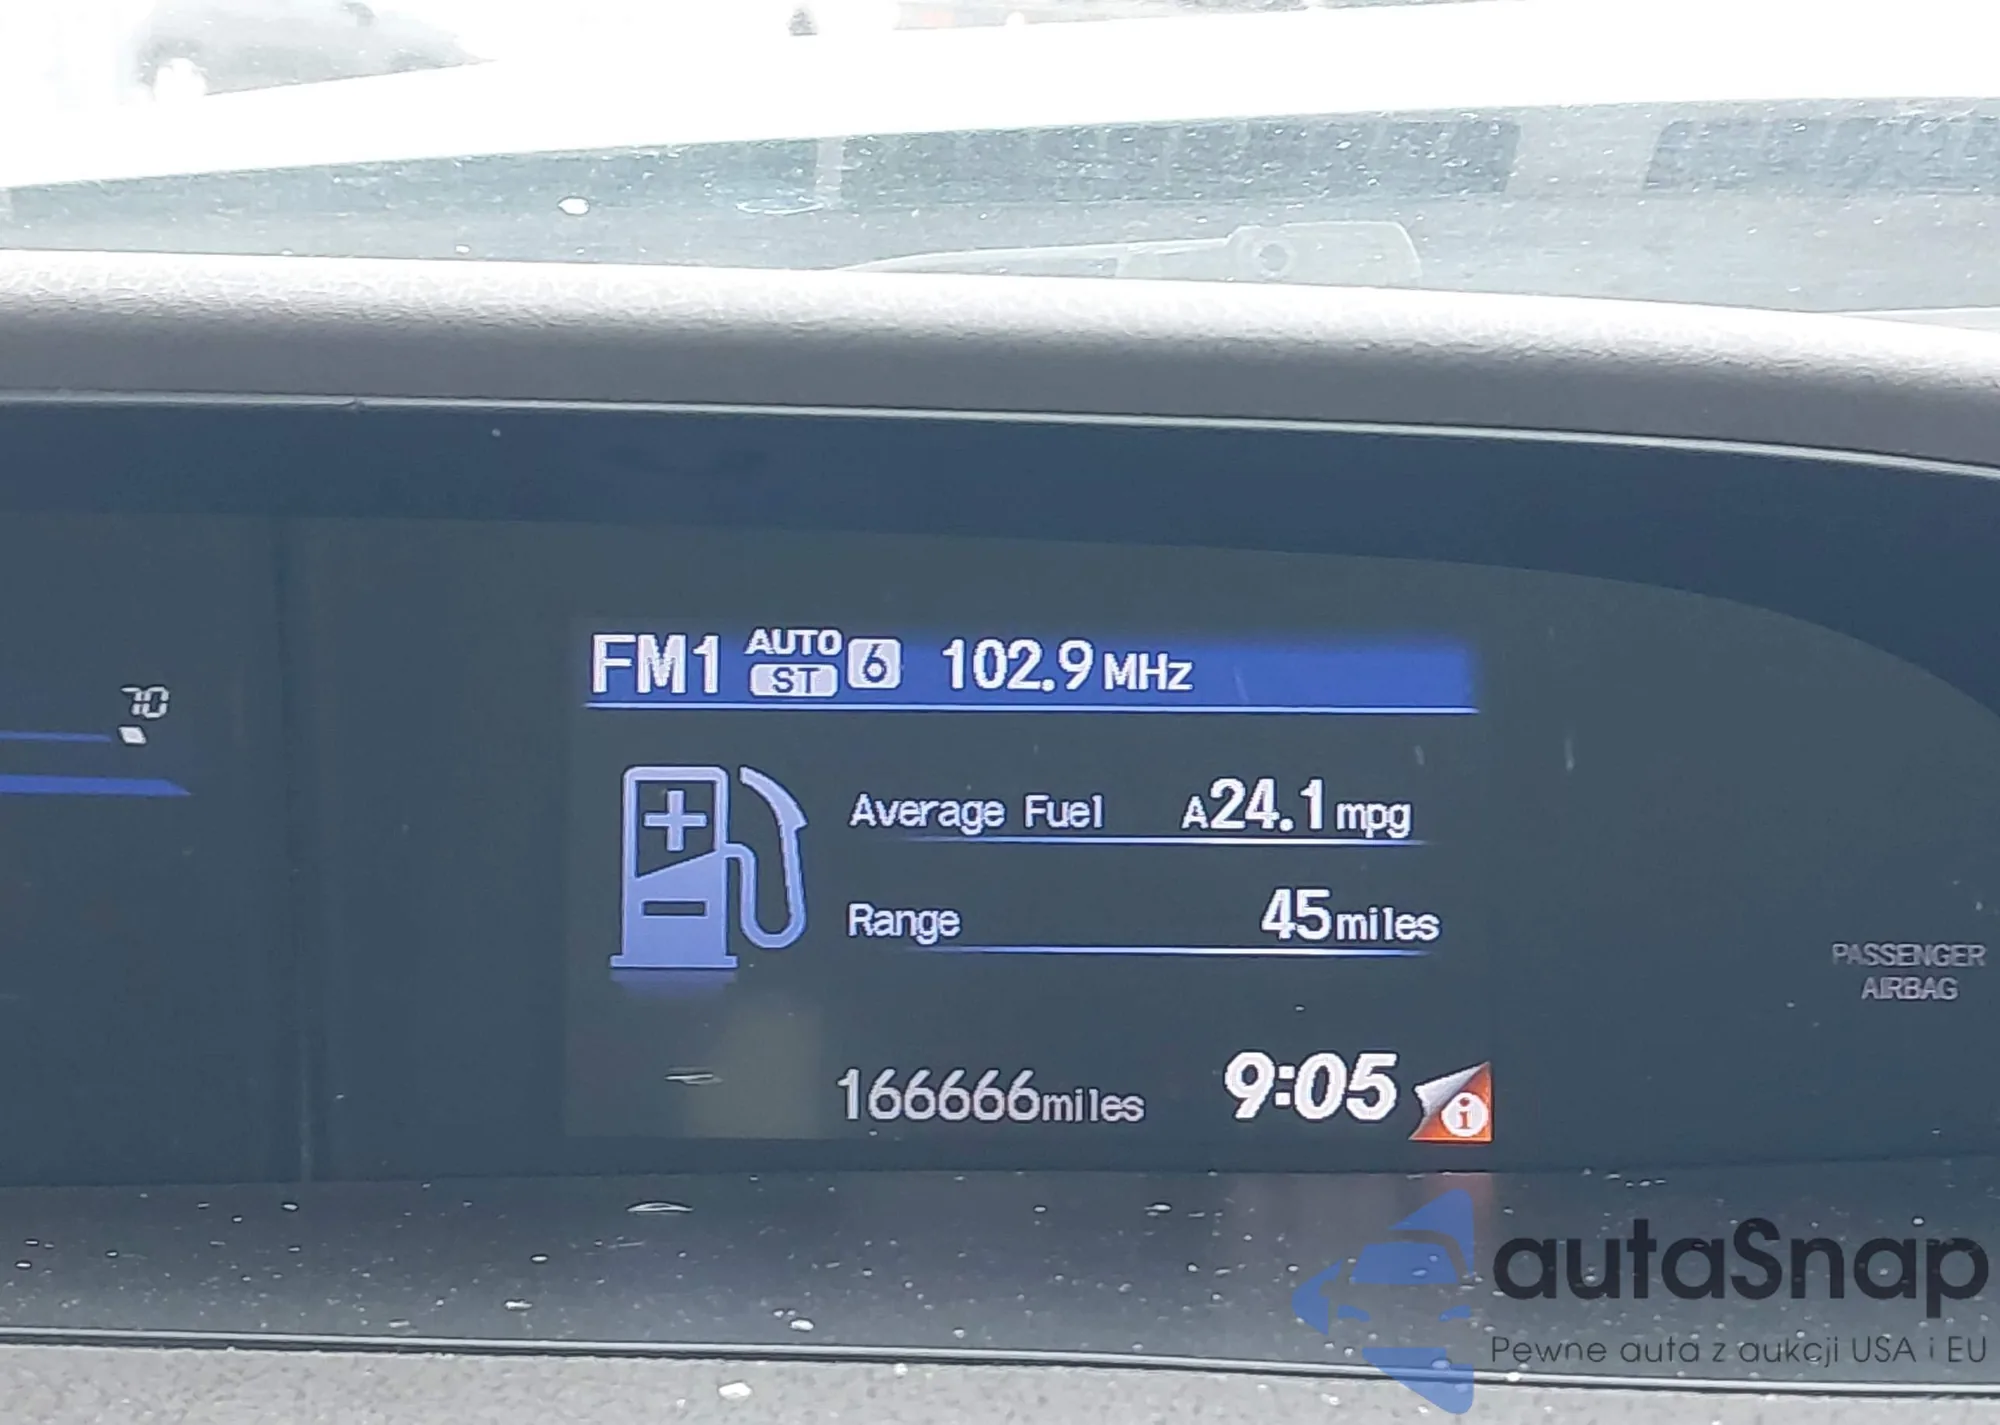 FM1 AUTO ST 6 102.9 MHz
70
Average Fuel A24.1 mpg
Range 45 miles
PASSENGER
AIRBAG
166666 miles 9:05 i
autaSnap
Pewne auta z aukcji USA i EU